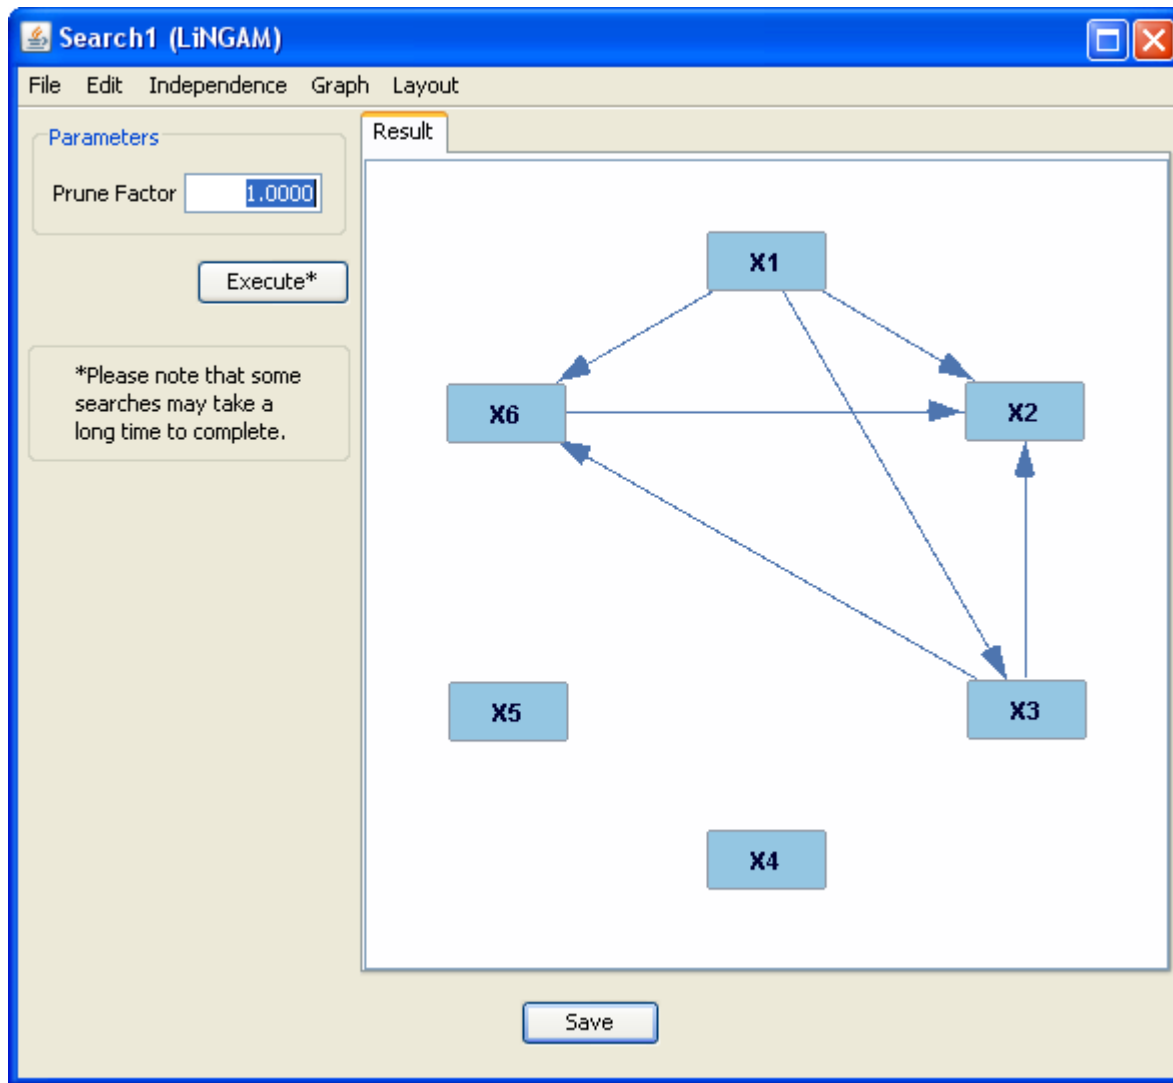 Search1 (LiNGAM)
File Edit Independence Graph Layout
Parameters
Prune Factor 1.0000
Execute*
*Please note that some
searches may take a
long time to complete.
Result
X1
X6
X2
X5
X3
X4
Save